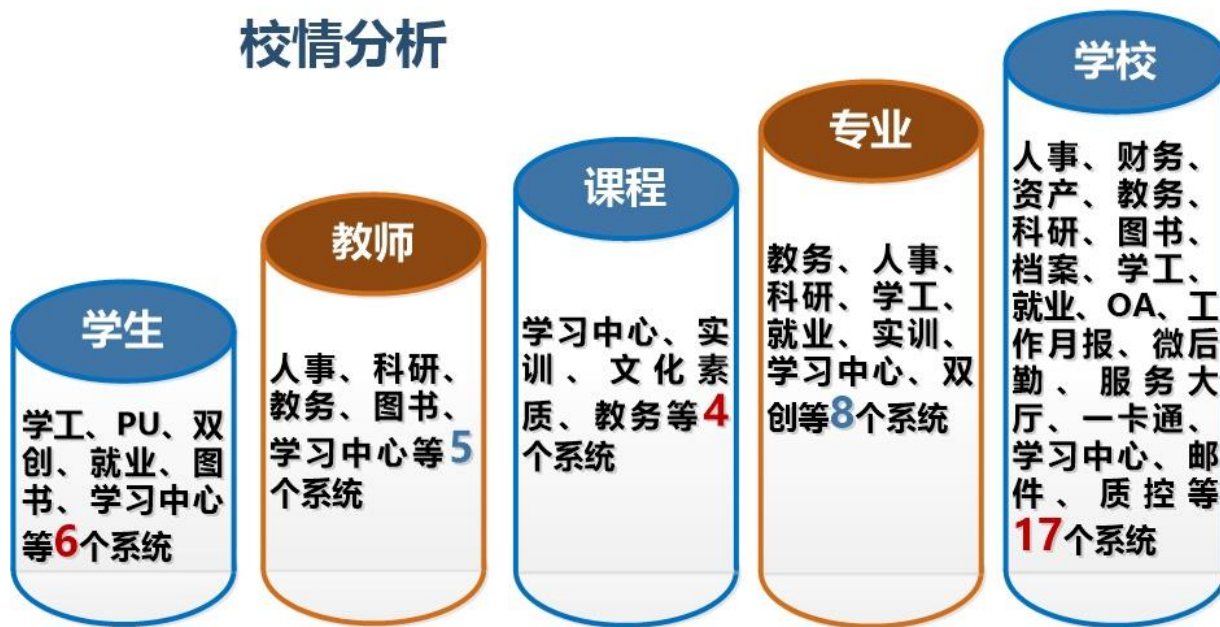 校情分析
学生
学工、PU、双
创、就业、图
书、学习中心
等6个系统
教师
人事、科研、
教务、图书、
学习中心等5
个系统
课程
学习中心、实
训、文化素
质、教务等4
个系统
专业
教务、人事、
科研、学工、
就业、实训、
学习中心、双
创等8个系统
学校
人事、财务、
资产、教务、
科研、图书、
档案、学工、
就业、OA、工
作月报、微后
勤、服务大
厅、一卡通、
学习中心、邮
件、质控等
17个系统